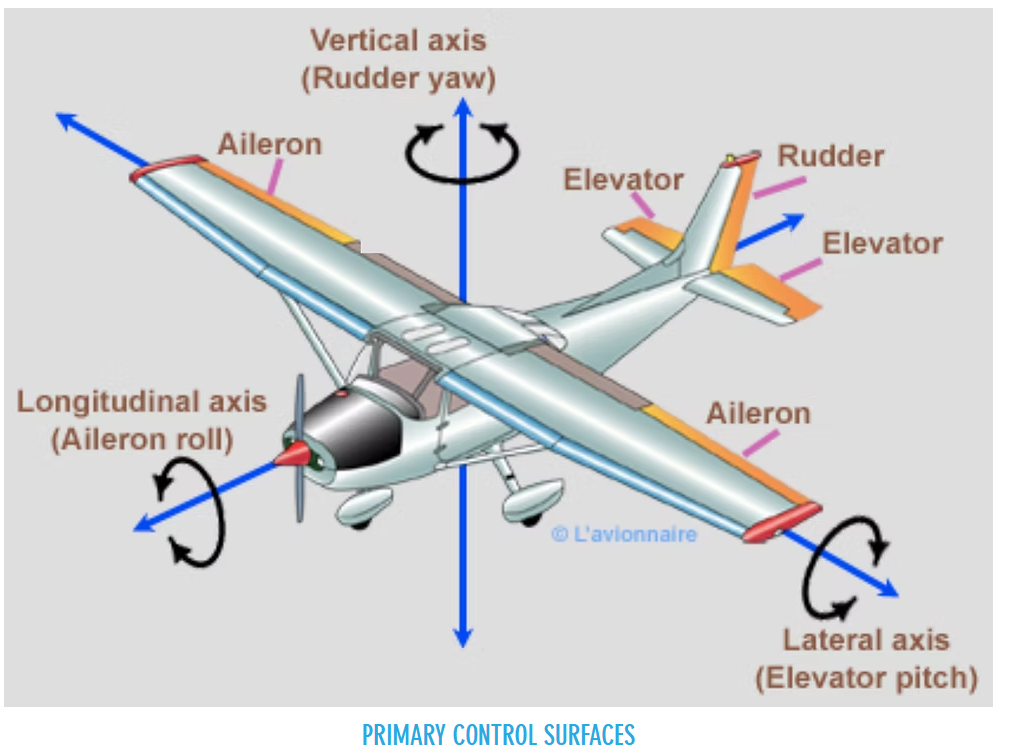 Vertical axis
(Rudder yaw)
Aileron
Rudder
Elevator
Elevator
Longitudinal axis
(Aileron roll)
Aileron
© L'avionnaire
Lateral axis
(Elevator pitch)
PRIMARY CONTROL SURFACES